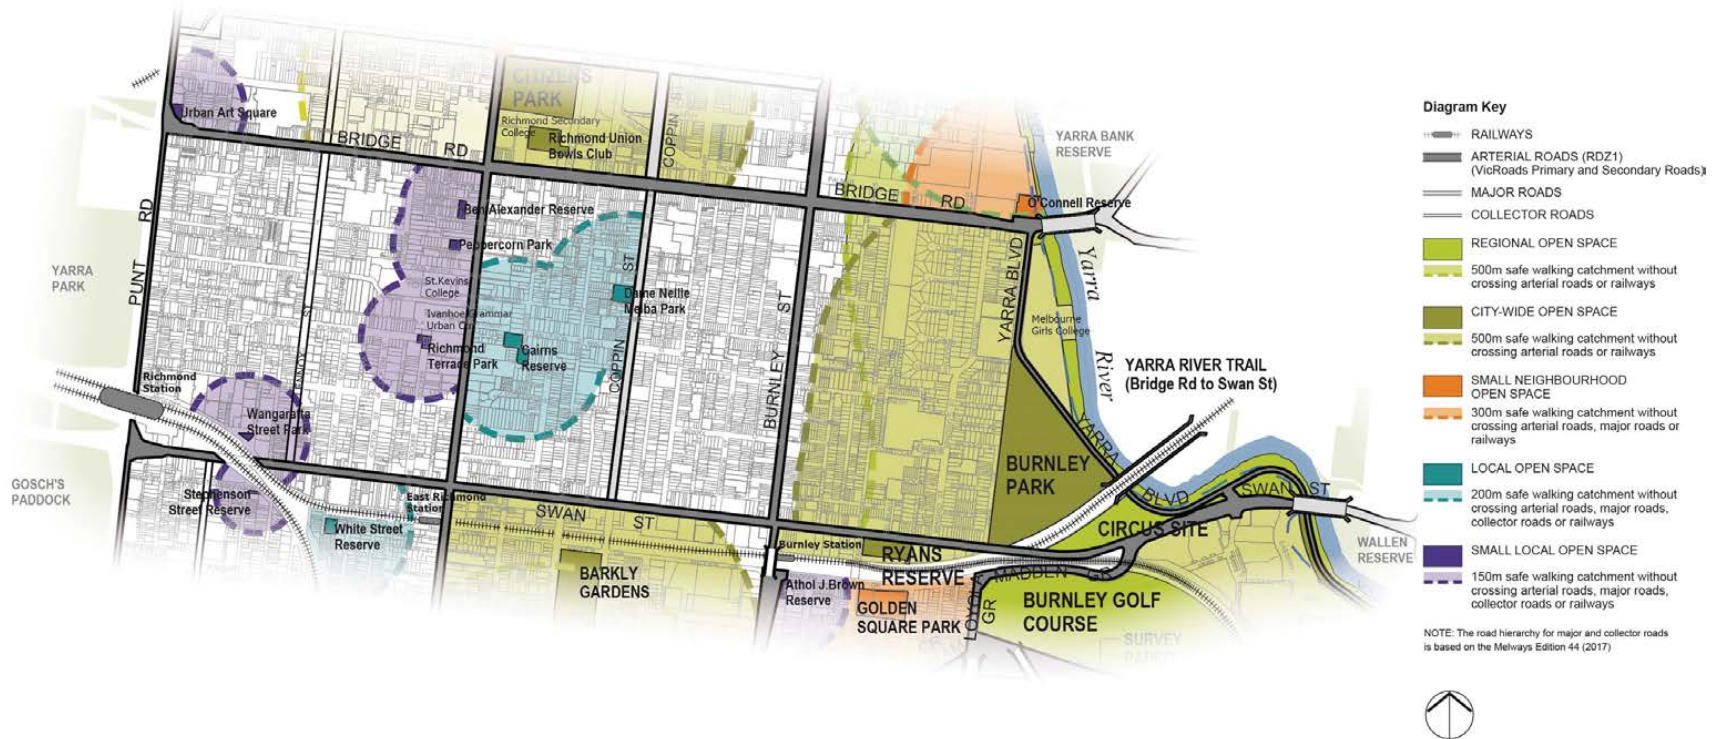 CITIZENS
PARK
Urban Art Square
Richmond Secondary
College
Richmond Union
Bowls Club
COPPIN
ST
BRIDGE
RD
YARRA BANK
RESERVE
BRIDGE
RD
O'Connell Reserve
PUNT
RD
Ben Alexander Reserve
Peppercorn Park
YARRA
PARK
St.Kevins
College
Ivanhoe Grammar
Urban
Richmond
Terrace Park
Cairns
Reserve
Dame Nellie
Melba Park
COPPIN
ST
BURNLEY
ST
YARRA BLVD
Yarra
River
Melbourne
Girls College
YARRA RIVER TRAIL
(Bridge Rd to Swan St)
Richmond
Station
LENNOX
ST
Wangaratta
Street Park
GOSCH'S
PADDOCK
Stephenson
Street Reserve
White Street
Reserve
East Richmond
Station
SWAN
ST
BURNLEY
PARK
YARRA
BLVD
SWAN
ST
CIRCUS SITE
WALLEN
RESERVE
Burnley Station
RYANS
RESERVE
MADDEN
GR
BARKLY
GARDENS
Athol J.Brown
Reserve
GOLDEN
SQUARE PARK
LOYOLA
GR
BURNLEY GOLF
COURSE
SURVEY
PADDOCK
Diagram Key
RAILWAYS
ARTERIAL ROADS (RDZ1)
(VicRoads Primary and Secondary Roads)
MAJOR ROADS
COLLECTOR ROADS
REGIONAL OPEN SPACE
500m safe walking catchment without
crossing arterial roads or railways
CITY-WIDE OPEN SPACE
500m safe walking catchment without
crossing arterial roads or railways
SMALL NEIGHBOURHOOD
OPEN SPACE
300m safe walking catchment without
crossing arterial roads, major roads or
railways
LOCAL OPEN SPACE
200m safe walking catchment without
crossing arterial roads, major roads,
collector roads or railways
SMALL LOCAL OPEN SPACE
150m safe walking catchment without
crossing arterial roads, major roads,
collector roads or railways
NOTE: The road hierarchy for major and collector roads
is based on the Melways Edition 44 (2017)